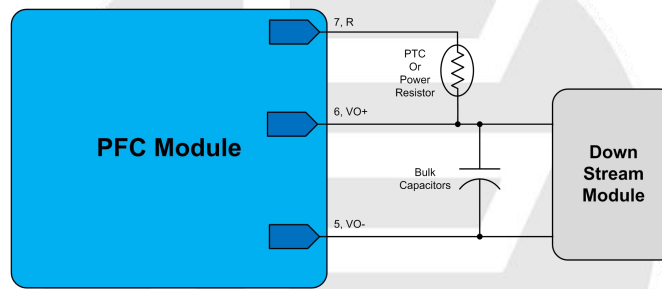 7, R
PTC
Or
Power
Resistor
6, VO+
PFC Module
Bulk
Capacitors
Down
Stream
Module
5, VO-